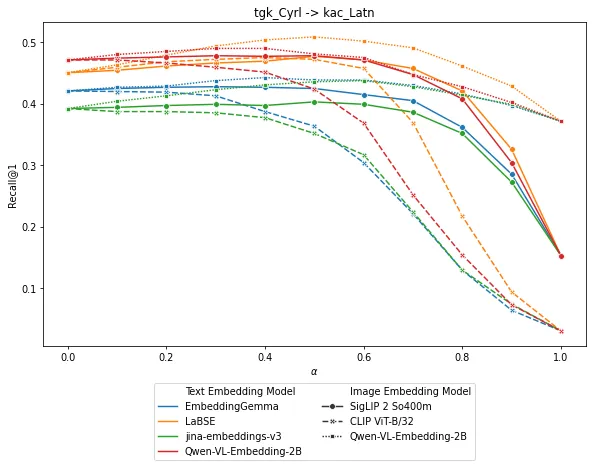 tgk_Cyrl -> kac_Latn
0.5
0.4
0.3
0.2
0.1
Recall@1
0.0 0.2 0.4 0.6 0.8 1.0
α
Text Embedding Model
EmbeddingGemma
LaBSE
jina-embeddings-v3
Qwen-VL-Embedding-2B
Image Embedding Model
SigLIP 2 So400m
CLIP ViT-B/32
Qwen-VL-Embedding-2B